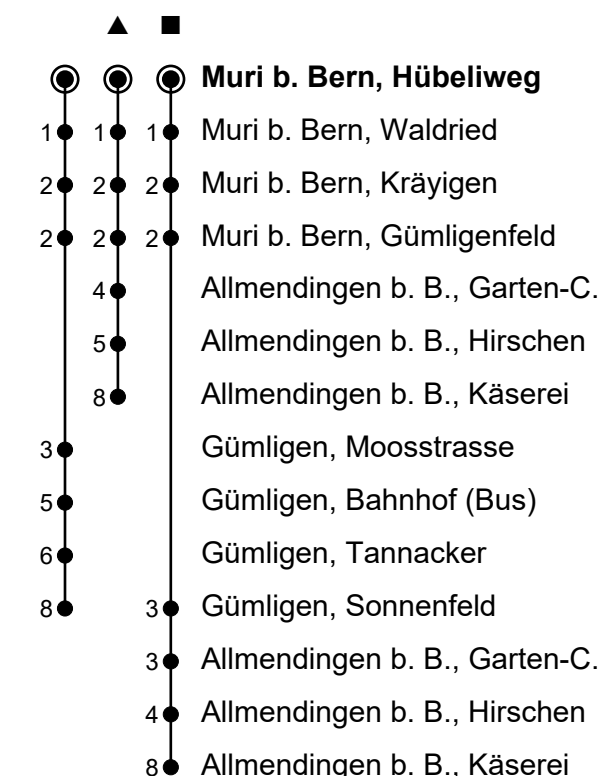 ▲ ■
Muri b. Bern, Hübeliweg
1 1 1 Muri b. Bern, Waldried
2 2 2 Muri b. Bern, Kräyigen
2 2 2 Muri b. Bern, Gümligenfeld
4 Allmendingen b. B., Garten-C.
5 Allmendingen b. B., Hirschen
8 Allmendingen b. B., Käserei
3 Gümligen, Moosstrasse
5 Gümligen, Bahnhof (Bus)
6 Gümligen, Tannacker
8 3 Gümligen, Sonnenfeld
3 Allmendingen b. B., Garten-C.
4 Allmendingen b. B., Hirschen
8 Allmendingen b. B., Käserei